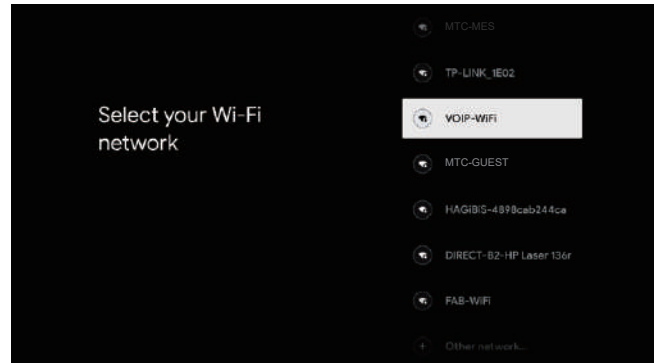 Select your Wi-Fi
network
MTC-MES
TP-LINK_1E02
VOIP-WiFi
MTC-GUEST
HAGiBiS-4898cab244ca
DIRECT-B2-HP Laser 136r
FAB-WiFi
Other network...